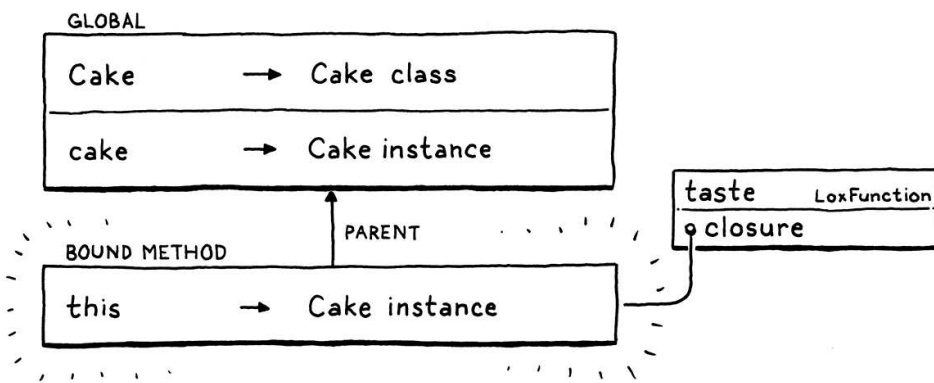 GLOBAL
Cake → Cake class
cake → Cake instance
PARENT
taste LoxFunction
closure
BOUND METHOD
this → Cake instance